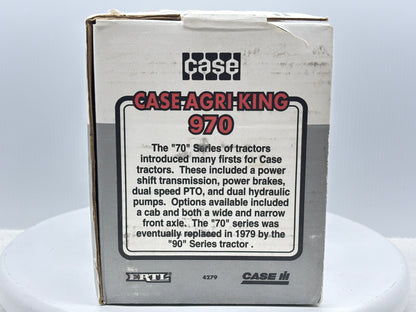 case
CASE AGRI KING
970
The "70" Series of tractors
introduced many firsts for Case
tractors. These included a power
shift transmission, power brakes,
dual speed PTO, and dual hydraulic
pumps. Options available included
a cab and both a wide and narrow
front axle. The "70" series was
eventually replaced in 1979 by the
"90" Series tractor .
ERTL 4279 CASE IH